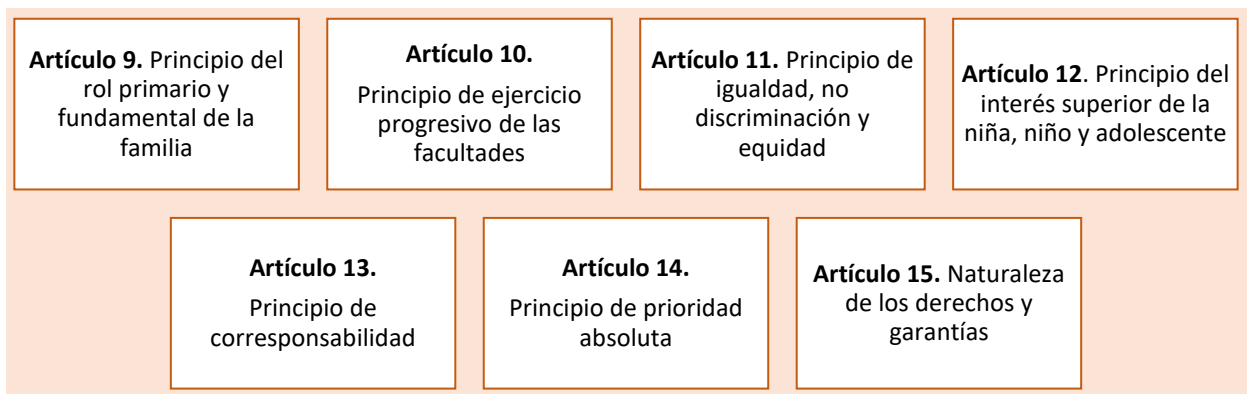 Artículo 9. Principio del
rol primario y
fundamental de la
familia
Artículo 10.
Principio de ejercicio
progresivo de las
facultades
Artículo 11. Principio de
igualdad, no
discriminación y
equidad
Artículo 12. Principio del
interés superior de la
niña, niño y adolescente
Artículo 13.
Principio de
corresponsabilidad
Artículo 14.
Principio de prioridad
absoluta
Artículo 15. Naturaleza
de los derechos y
garantías